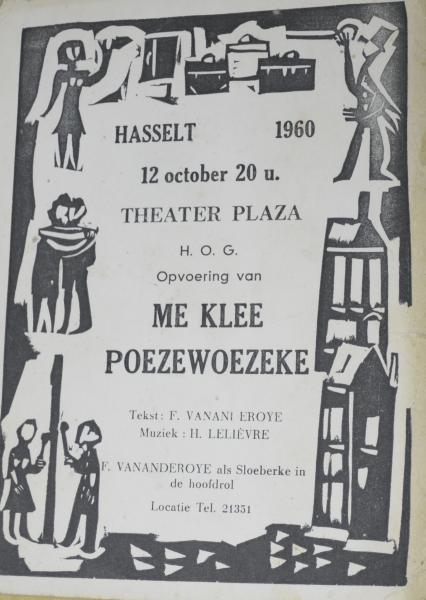 HASSELT 1960
12 october 20 u.
THEATER PLAZA
H. O. G.
Opvoering van
ME KLEE
POEZEWOEZEKE
Tekst : F. VANANI EROYE
Muziek : H. LELIÈVRE
F. VANANDEROYE als Sloeberke in
de hoofdrol
Locatie Tel. 21351